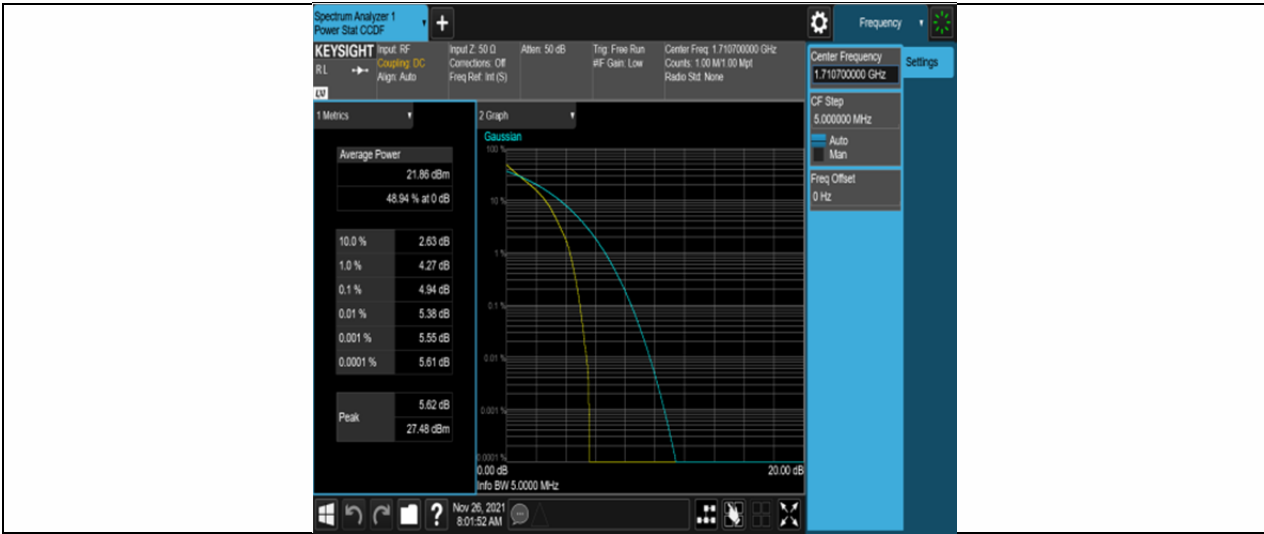 Spectrum Analyzer 1
Power Stat CCDF
Frequency
KEYSIGHT
Input: RF
Coupling: DC
Align: Auto
Input Z: 50 Ω
Corrections: Off
Freq Ref: Int (S)
Atten: 50 dB
Trig: Free Run
#IF Gain: Low
Center Freq: 1.710700000 GHz
Counts: 1.00 M/1.00 Mpt
Radio Std: None
RL
LXI
1 Metrics
Average Power
21.86 dBm
48.94 % at 0 dB
10.0 % 2.63 dB
1.0 % 4.27 dB
0.1 % 4.94 dB
0.01 % 5.38 dB
0.001 % 5.55 dB
0.0001 % 5.61 dB
Peak
5.62 dB
27.48 dBm
2 Graph
Gaussian
100 %
10 %
1 %
0.1 %
0.01 %
0.001 %
0.0001 %
0.00 dB
20.00 dB
Info BW 5.0000 MHz
Center Frequency
1.710700000 GHz
Settings
CF Step
5.000000 MHz
Auto
Man
Freq Offset
0 Hz
?
Nov 26, 2021
8:01:52 AM